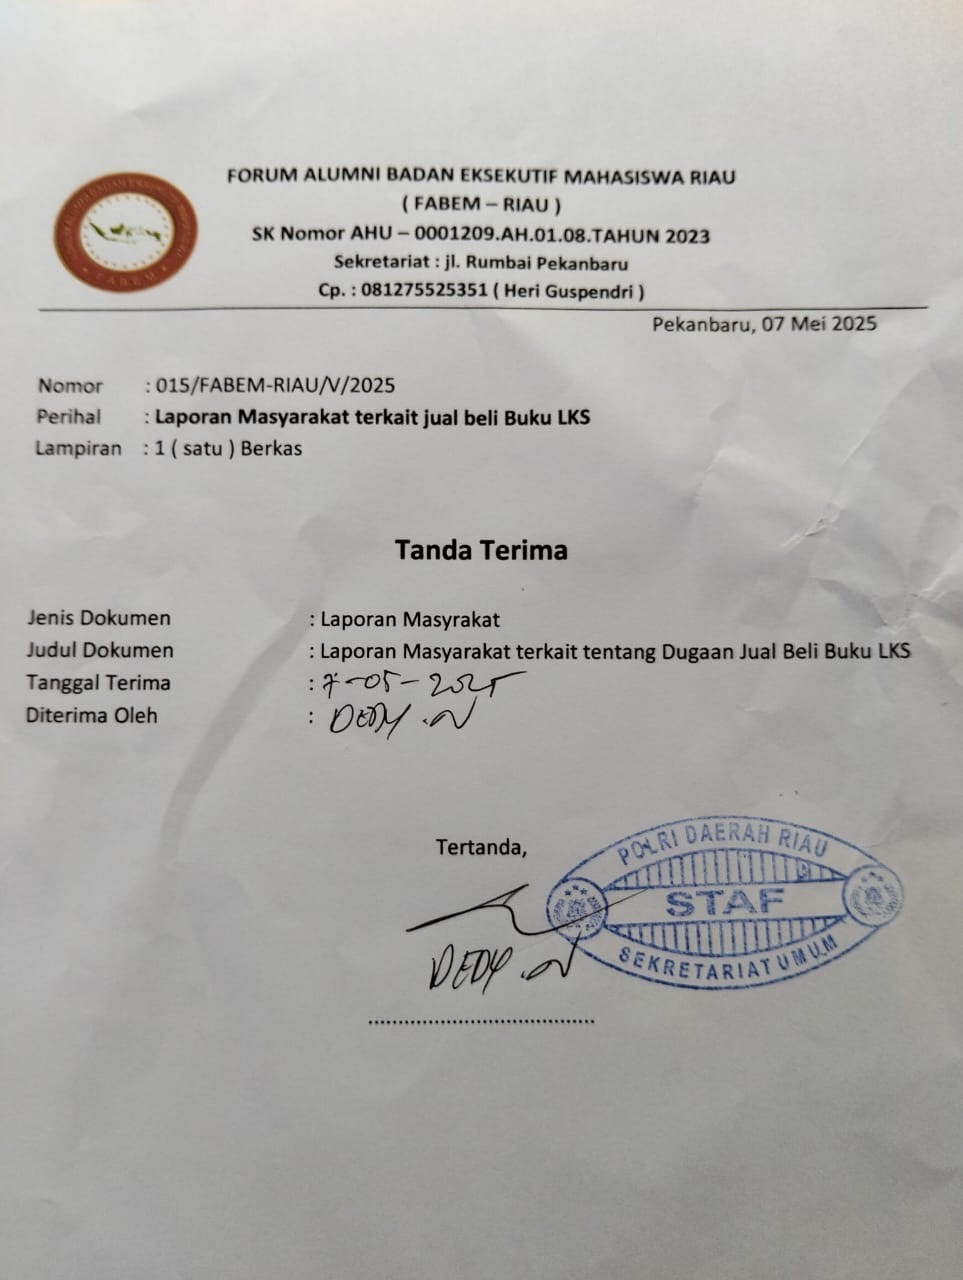 FORUM ALUMNI BADAN EKSEKUTIF MAHASISWA RIAU
( FABEM – RIAU )
SK Nomor AHU – 0001209.AH.01.08.TAHUN 2023
Sekretariat : jl. Rumbai Pekanbaru
Cp. : 081275525351 ( Heri Guspendri )
FABEM
Pekanbaru, 07 Mei 2025
Nomor : 015/FABEM-RIAU/V/2025
Perihal : Laporan Masyarakat terkait jual beli Buku LKS
Lampiran : 1 ( satu ) Berkas
Tanda Terima
Jenis Dokumen : Laporan Masyrakat
Judul Dokumen : Laporan Masyarakat terkait tentang Dugaan Jual Beli Buku LKS
Tanggal Terima : 7-05-2025
Diterima Oleh : DEDY .N
Tertanda,
POLRI DAERAH RIAU
STAF
SEKRETARIAT UMUM
DEDY .N